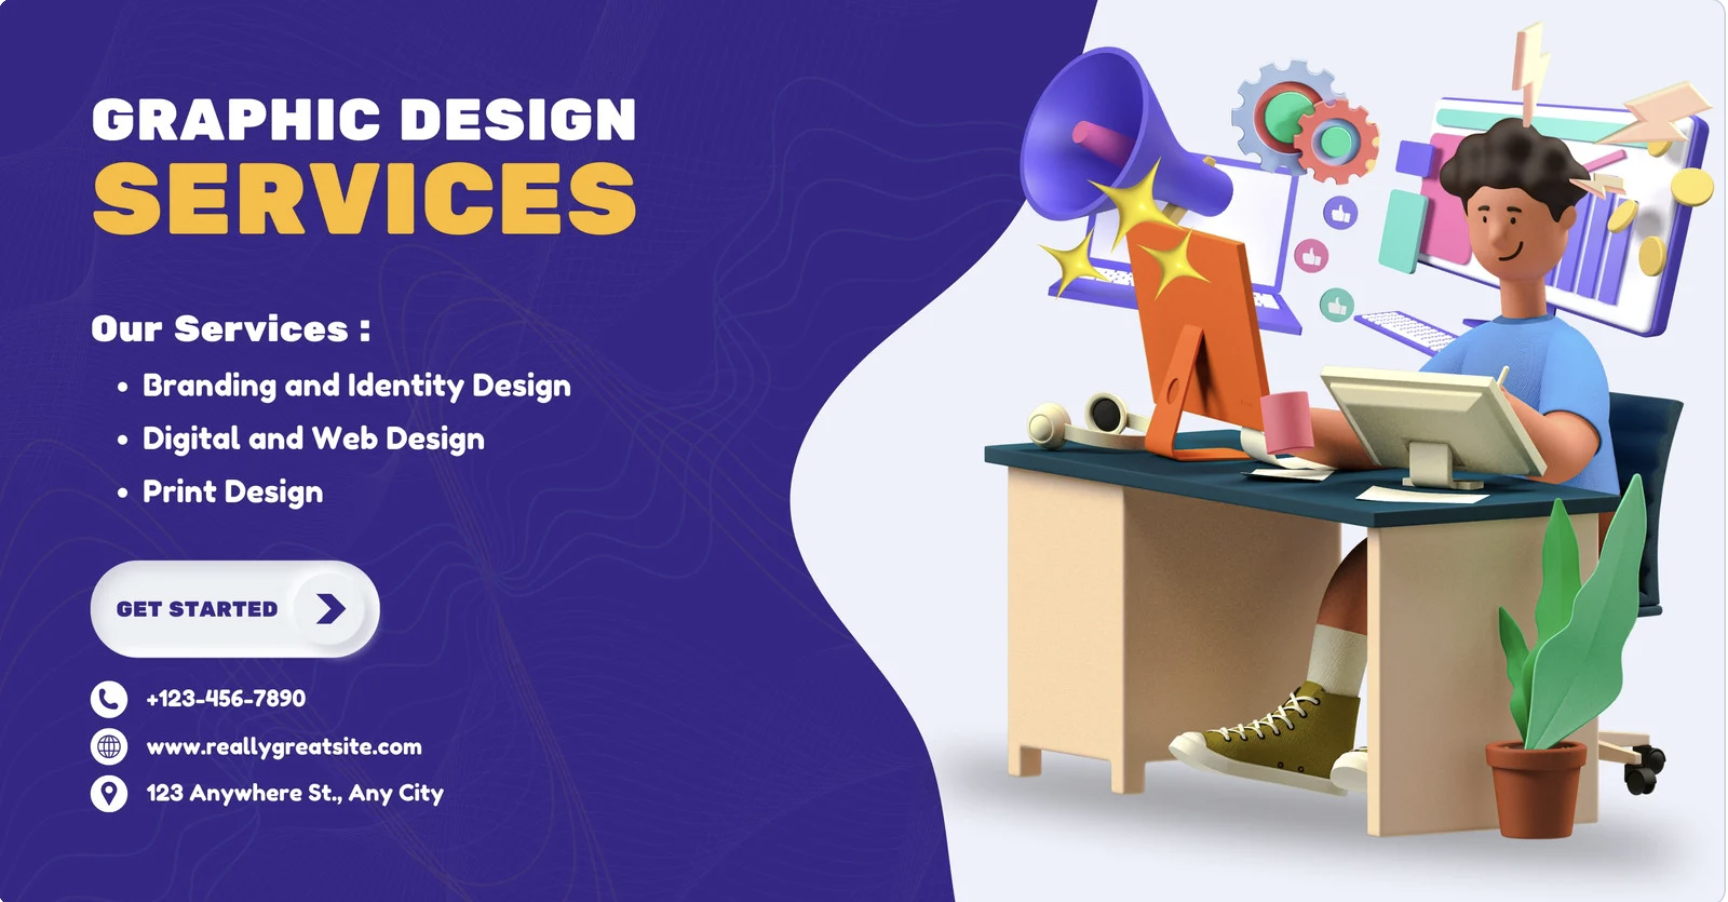 GRAPHIC DESIGN
SERVICES
Our Services :
• Branding and Identity Design
• Digital and Web Design
• Print Design
GET STARTED
+123-456-7890
www.reallygreatsite.com
123 Anywhere St., Any City